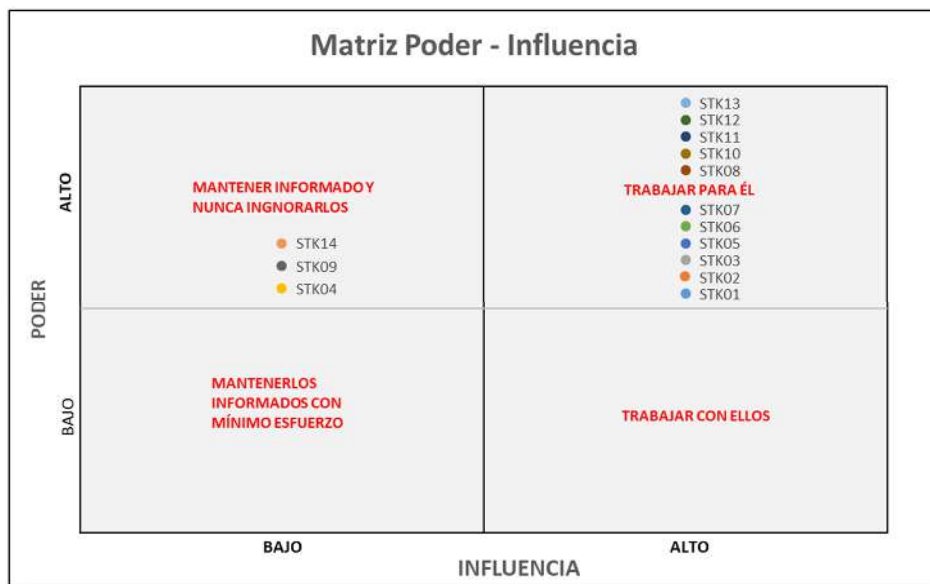 Matriz Poder - Influencia
STK13
STK12
STK11
STK10
STK08
MANTENER INFORMADO Y
NUNCA INGNORARLOS
TRABAJAR PARA ÉL
ALTO
STK07
STK06
STK14
STK05
STK09
STK03
STK02
STK04
STK01
PODER
MANTENERLOS
INFORMADOS CON
MÍNIMO ESFUERZO
TRABAJAR CON ELLOS
BAJO
BAJO
ALTO
INFLUENCIA